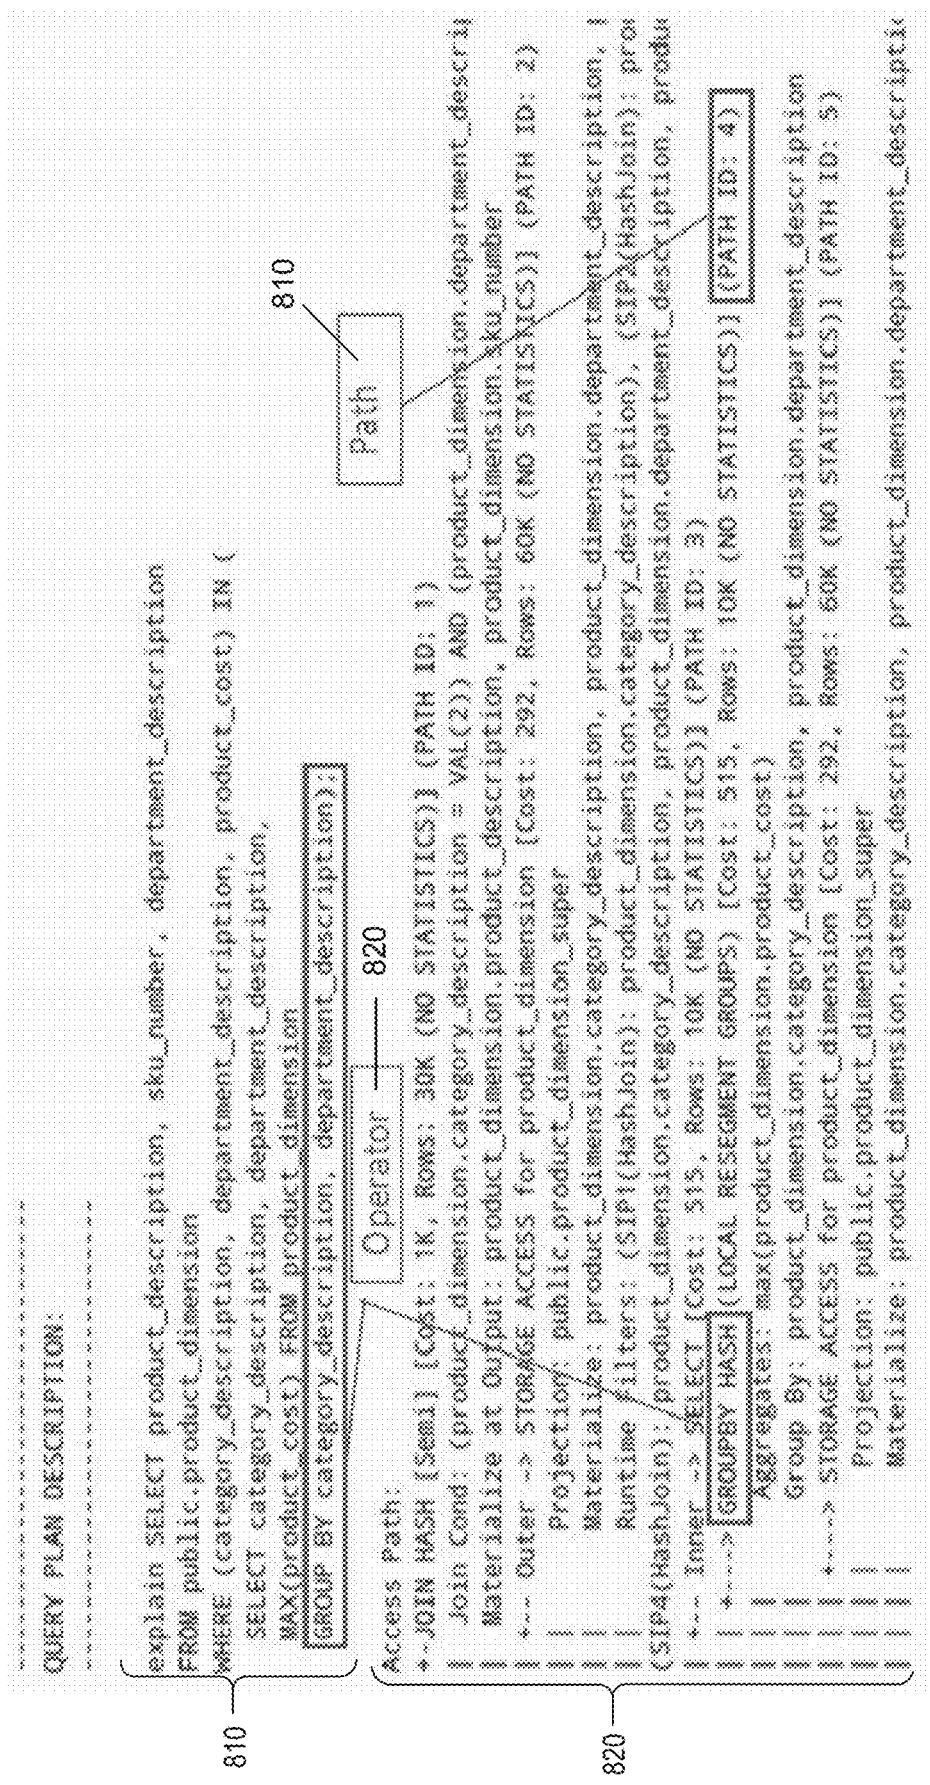 QUERY PLAN DESCRIPTION:
explain SELECT product_description, sku_number, department_description
FROM public.product_dimension
WHERE (category_description, department_description, product_cost) IN (
SELECT category_description, department_description,
MAX(product_cost) FROM product_dimension
GROUP BY category_description, department_description);
810
Operator
820
Path
810
Access Path:
+-JOIN HASH [Semi] [Cost: 1K, Rows: 30K (NO STATISTICS)] (PATH ID: 1)
| Join Cond: (product_dimension.category_description = VAL(2)) AND (product_dimension.department_descrip
| Materialize at Output: product_dimension.product_description, product_dimension.sku_number
| +-- Outer -> STORAGE ACCESS for product_dimension [Cost: 292, Rows: 60K (NO STATISTICS)] (PATH ID: 2)
| | Projection: public.product_dimension_super
| | Materialize: product_dimension.category_description, product_dimension.department_description,
| | Runtime Filters: (SIP1(HashJoin): product_dimension.category_description), (SIP2(HashJoin): pro
(SIP4(HashJoin): product_dimension.category_description, product_dimension.department_description, produ
| +-- Inner -> SELECT [Cost: 515, Rows: 10K (NO STATISTICS)] (PATH ID: 3)
| | +---> GROUPBY HASH (LOCAL RESEGMENT GROUPS) [Cost: 515, Rows: 10K (NO STATISTICS)] (PATH ID: 4)
| | | Aggregates: max(product_dimension.product_cost)
| | | Group By: product_dimension.category_description, product_dimension.department_description
| | | +---> STORAGE ACCESS for product_dimension [Cost: 292, Rows: 60K (NO STATISTICS)] (PATH ID: 5)
| | | | Projection: public.product_dimension_super
| | | | Materialize: product_dimension.category_description, product_dimension.department_descripti
820